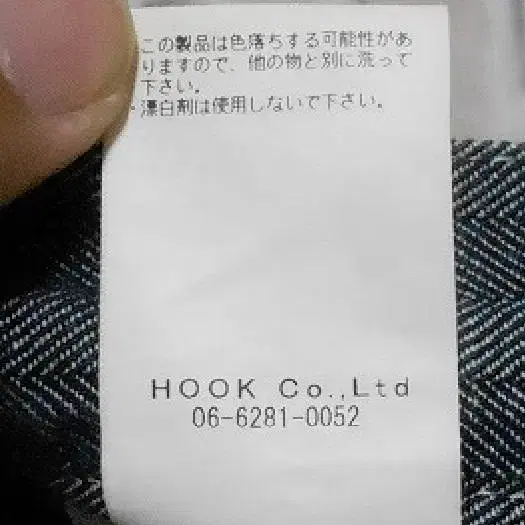 ・この製品は色落ちする可能性があ
りますので、他の物と別に洗って
下さい。
・漂白剤は使用しないで下さい。
HOOK Co.,Ltd
06-6281-0052